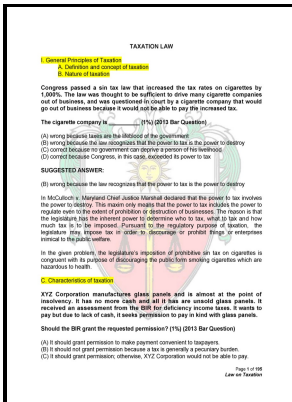 TAXATION LAW
I. General Principles of Taxation
A. Definition and concept of taxation
B. Nature of taxation
Congress passed a sin tax law that increased the tax rates on cigarettes by
1,000%. The law was thought to be sufficient to drive many cigarette companies
out of business, and was questioned in court by a cigarette company that would
go out of business because it would not be able to pay the increased tax.
The cigarette company is __________ (1%) (2013 Bar Question)
(A) wrong because taxes are the lifeblood of the government
(B) wrong because the law recognizes that the power to tax is the power to destroy
(C) correct because no government can deprive a person of his livelihood
(D) correct because Congress, in this case, exceeded its power to tax
SUGGESTED ANSWER:
(B) wrong because the law recognizes that the power to tax is the power to destroy
In McCulloch v. Maryland Chief Justice Marshall declared that the power to tax involves
the power to destroy. This maxim only means that the power to tax includes the power to
regulate even to the extent of prohibition or destruction of businesses. The reason is that
the legislature has the inherent power to determine who to tax, what to tax and how
much tax is to be imposed. Pursuant to the regulatory purpose of taxation, the
legislature may impose tax in order to discourage or prohibit things or enterprises
inimical to the public welfare.
In the given problem, the legislature's imposition of prohibitive sin tax on cigarettes is
congruent with its purpose of discouraging the public from smoking cigarettes which are
hazardous to health.
C. Characteristics of taxation
XYZ Corporation manufactures glass panels and is almost at the point of
insolvency. It has no more cash and all it has are unsold glass panels. It
received an assessment from the BIR for deficiency income taxes. It wants to
pay but due to lack of cash, it seeks permission to pay in kind with glass panels.
Should the BIR grant the requested permission? (1%) (2013 Bar Question)
(A) It should grant permission to make payment convenient to taxpayers.
(B) It should not grant permission because a tax is generally a pecuniary burden.
(C) It should grant permission; otherwise, XYZ Corporation would not be able to pay.
Page 1 of 195
Law on Taxation